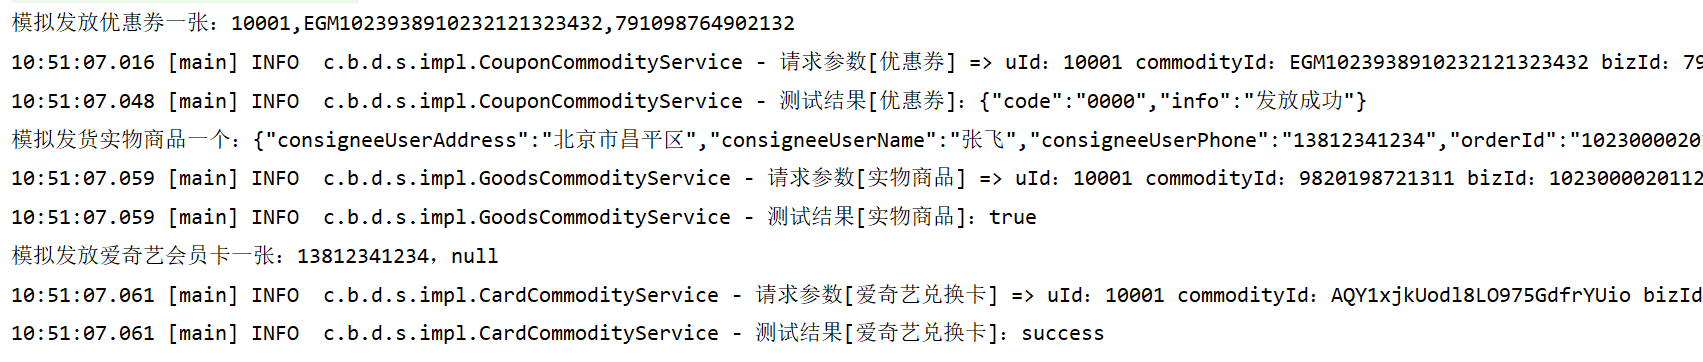 模拟发放优惠券一张：10001,EGM1023938910232121323432,791098764902132
10:51:07.016 [main] INFO  c.b.d.s.impl.CouponCommodityService - 请求参数[优惠券] => uId：10001 commodityId：EGM1023938910232121323432 bizId：79
10:51:07.048 [main] INFO  c.b.d.s.impl.CouponCommodityService - 测试结果[优惠券]：{"code":"0000","info":"发放成功"}
模拟发货实物商品一个：{"consigneeUserAddress":"北京市昌平区","consigneeUserName":"张飞","consigneeUserPhone":"13812341234","orderId":"1023000020
10:51:07.059 [main] INFO  c.b.d.s.impl.GoodsCommodityService - 请求参数[实物商品] => uId：10001 commodityId：9820198721311 bizId：1023000020112
10:51:07.059 [main] INFO  c.b.d.s.impl.GoodsCommodityService - 测试结果[实物商品]：true
模拟发放爱奇艺会员卡一张：13812341234，null
10:51:07.061 [main] INFO  c.b.d.s.impl.CardCommodityService - 请求参数[爱奇艺兑换卡] => uId：10001 commodityId：AQY1xjkUodl8LO975GdfrYUio bizId
10:51:07.061 [main] INFO  c.b.d.s.impl.CardCommodityService - 测试结果[爱奇艺兑换卡]：success